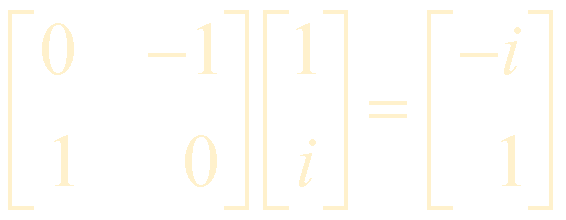 [0 -1] [1] = [-i]
[1 0] [i] [1]